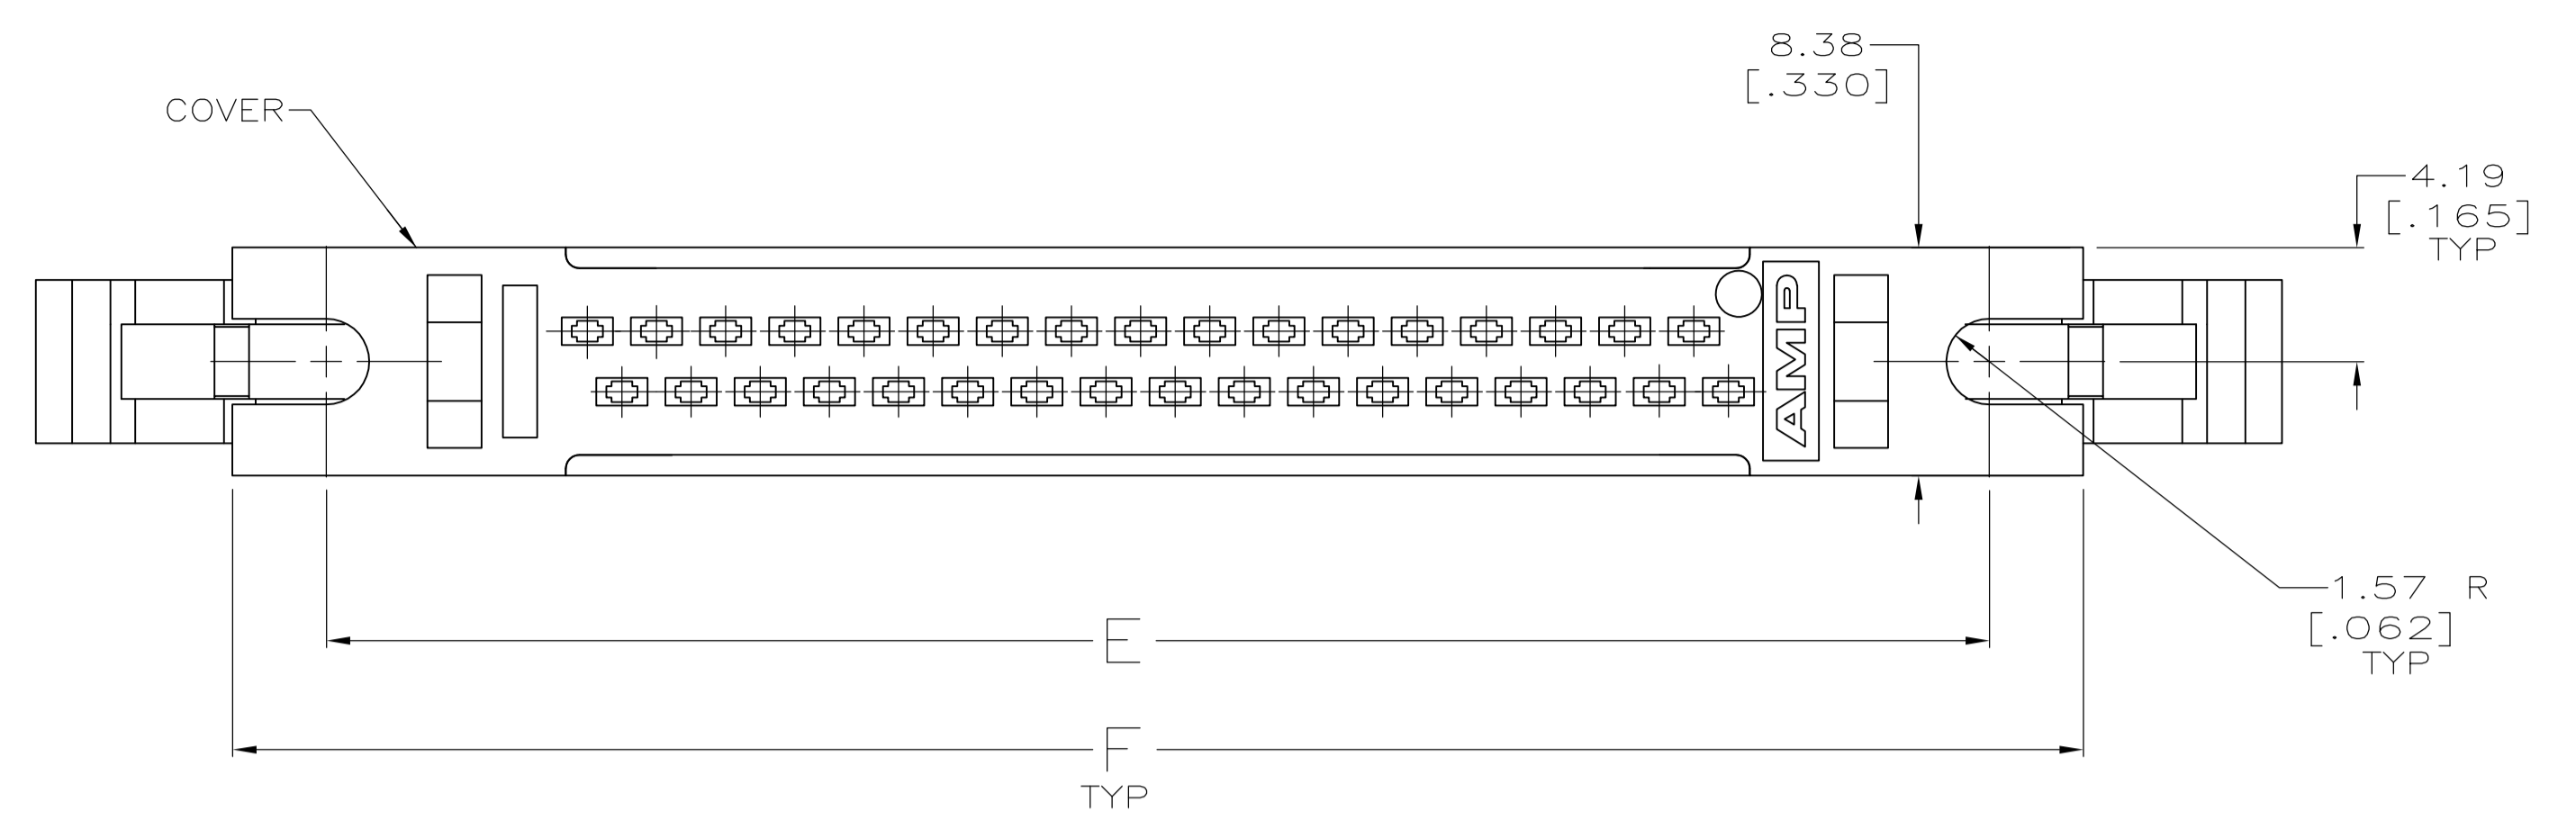 8.38
[.330]
COVER
4.19
[.165]
TYP
AMP
1.57 R
[.062]
TYP
E
F
TYP